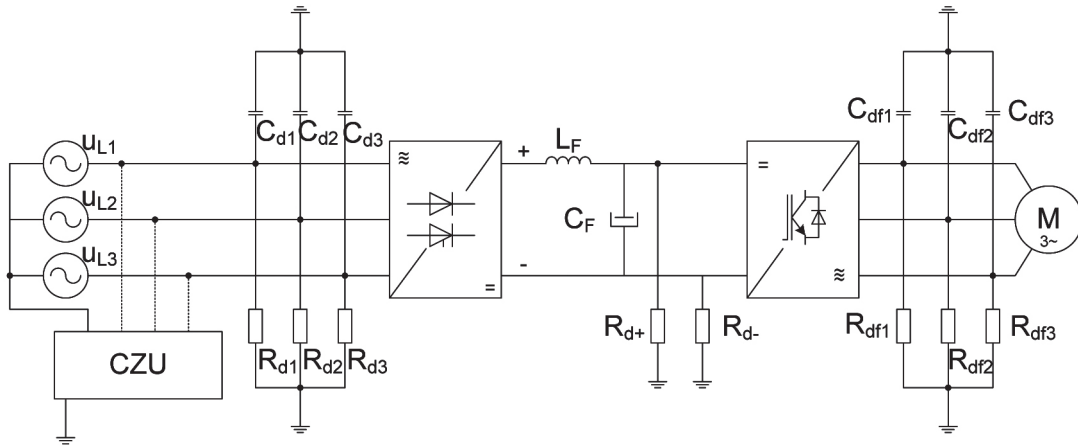 C_d1 C_d2 C_d3
C_df1 C_df2 C_df3
u_L1
u_L2
u_L3
≋
+
L_F
=
C_F
M
3~
-
=
≋
CZU
R_d1 R_d2 R_d3
R_d+ R_d-
R_df1 R_df2 R_df3